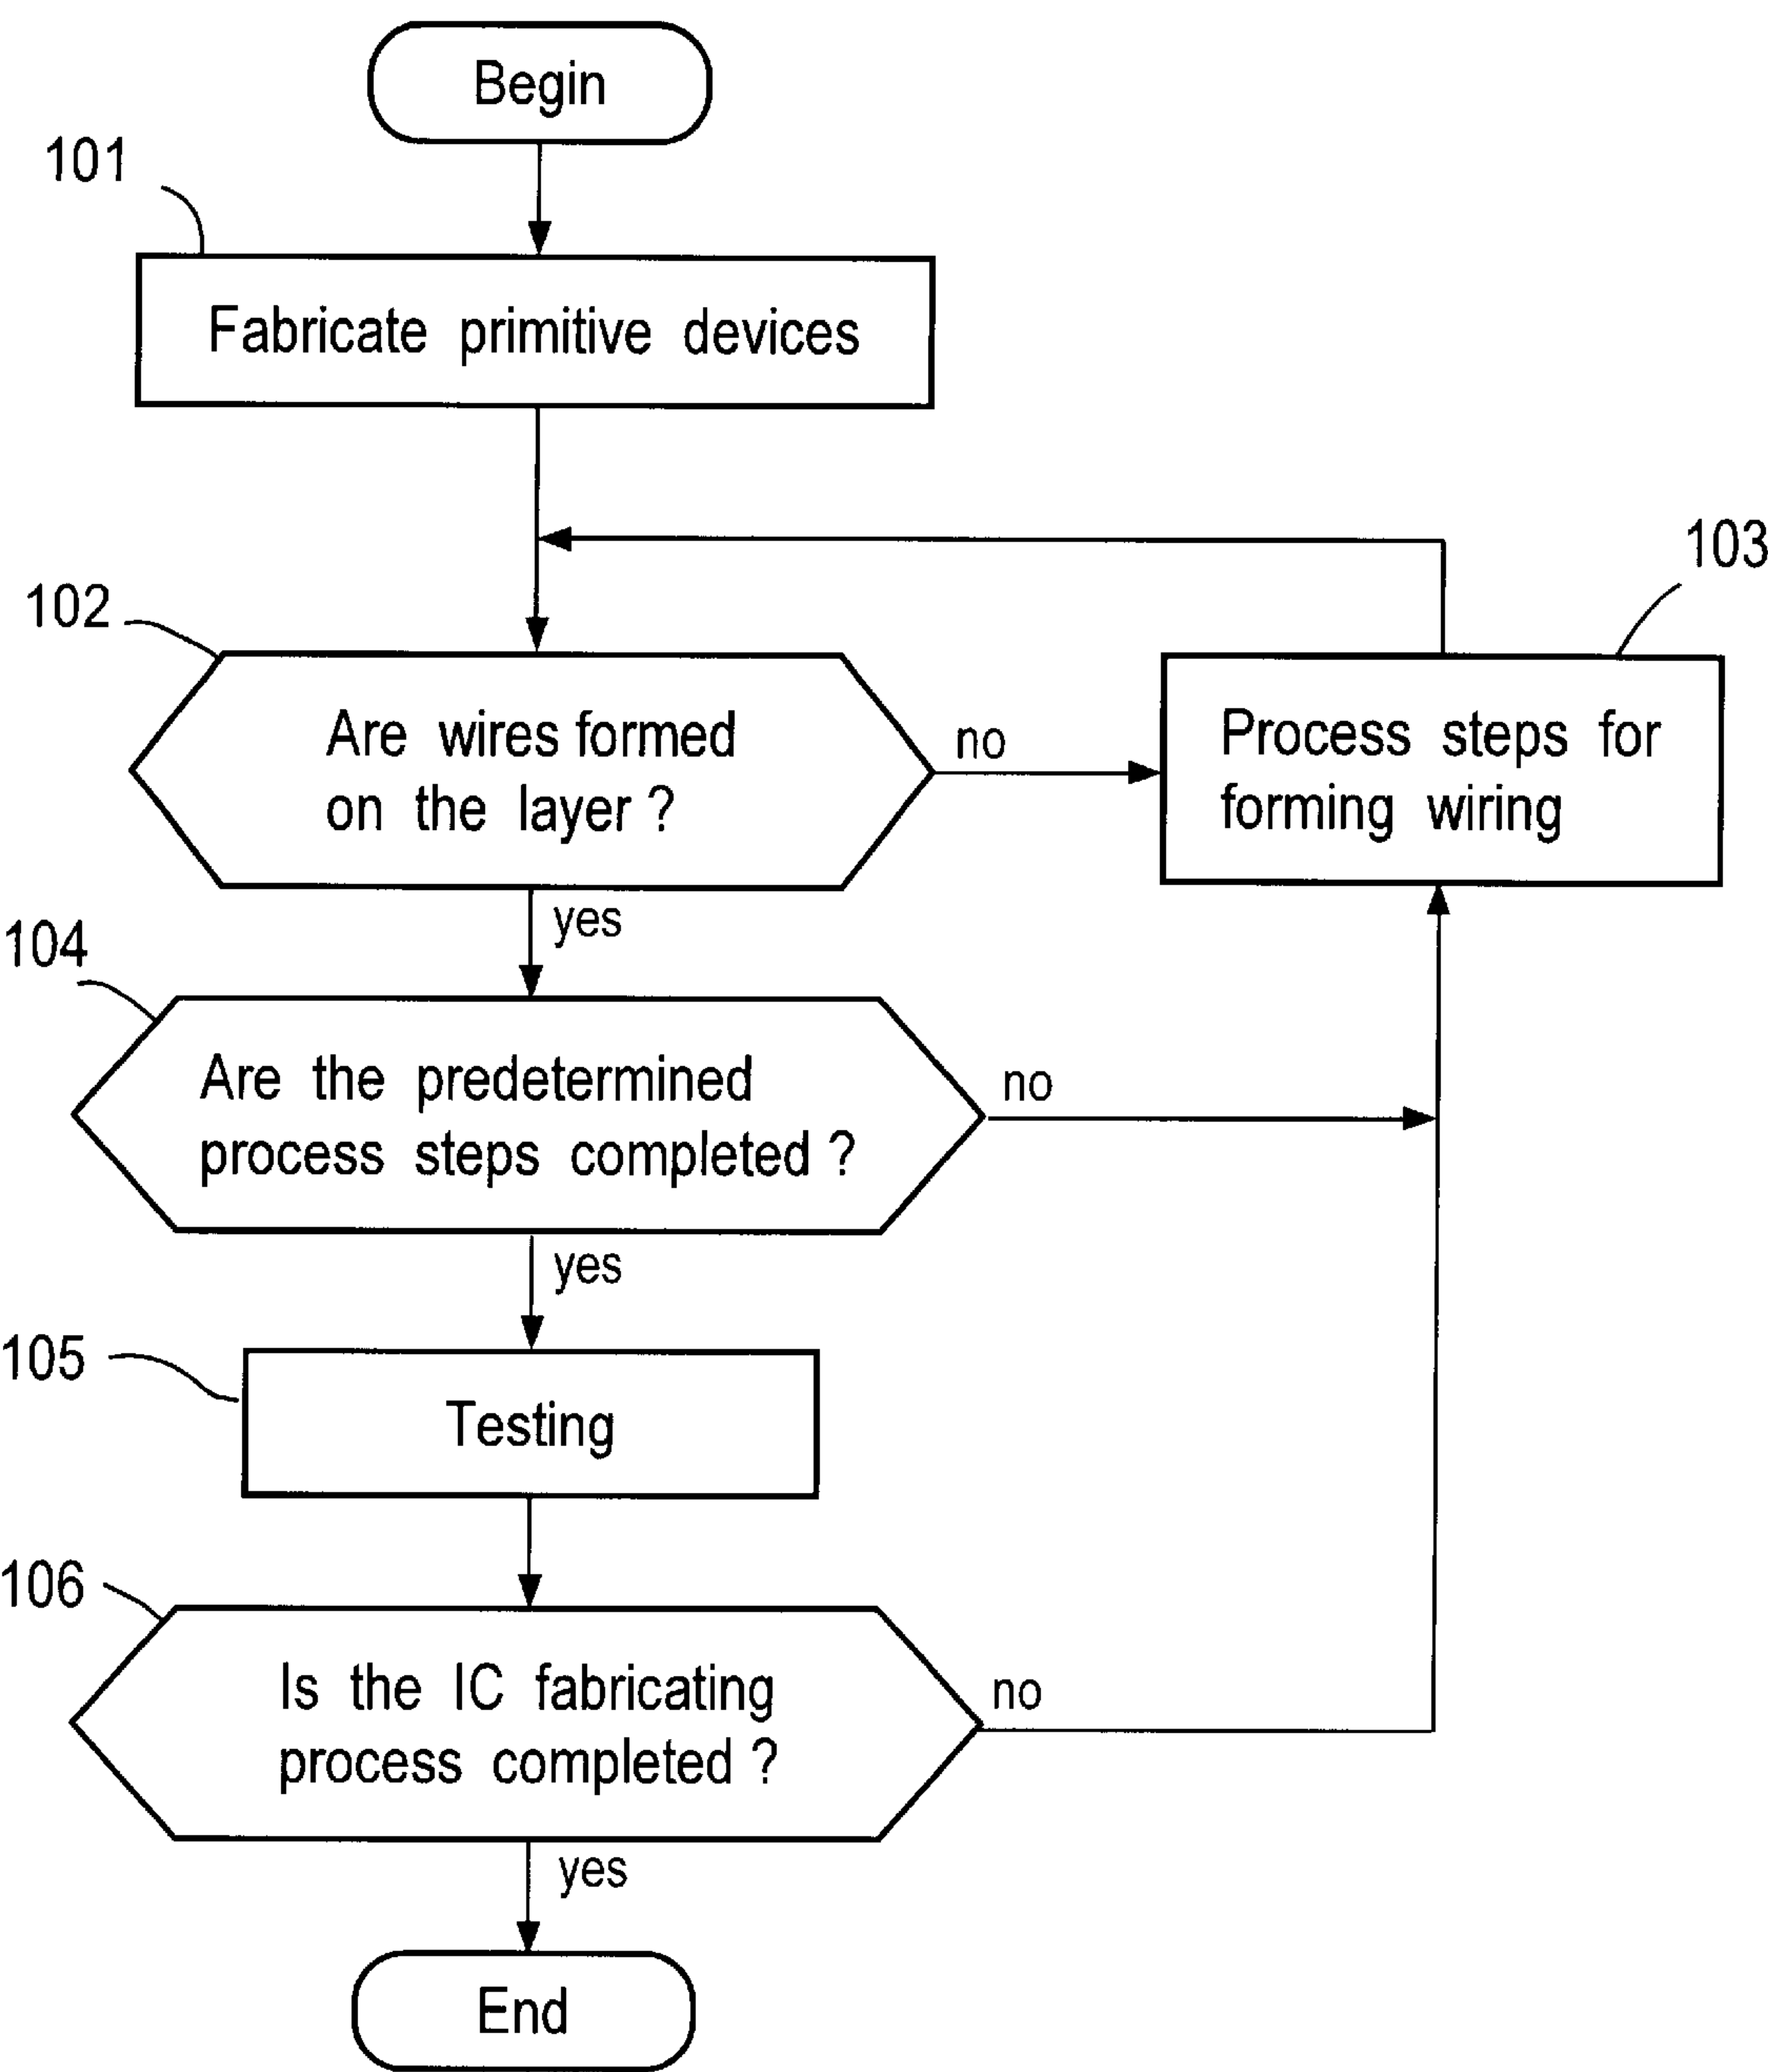 Begin
101
Fabricate primitive devices
103
102
Are wires formed
on the layer ?
no
Process steps for
forming wiring
yes
104
Are the predetermined
process steps completed ?
no
yes
105
Testing
106
Is the IC fabricating
process completed ?
no
yes
End